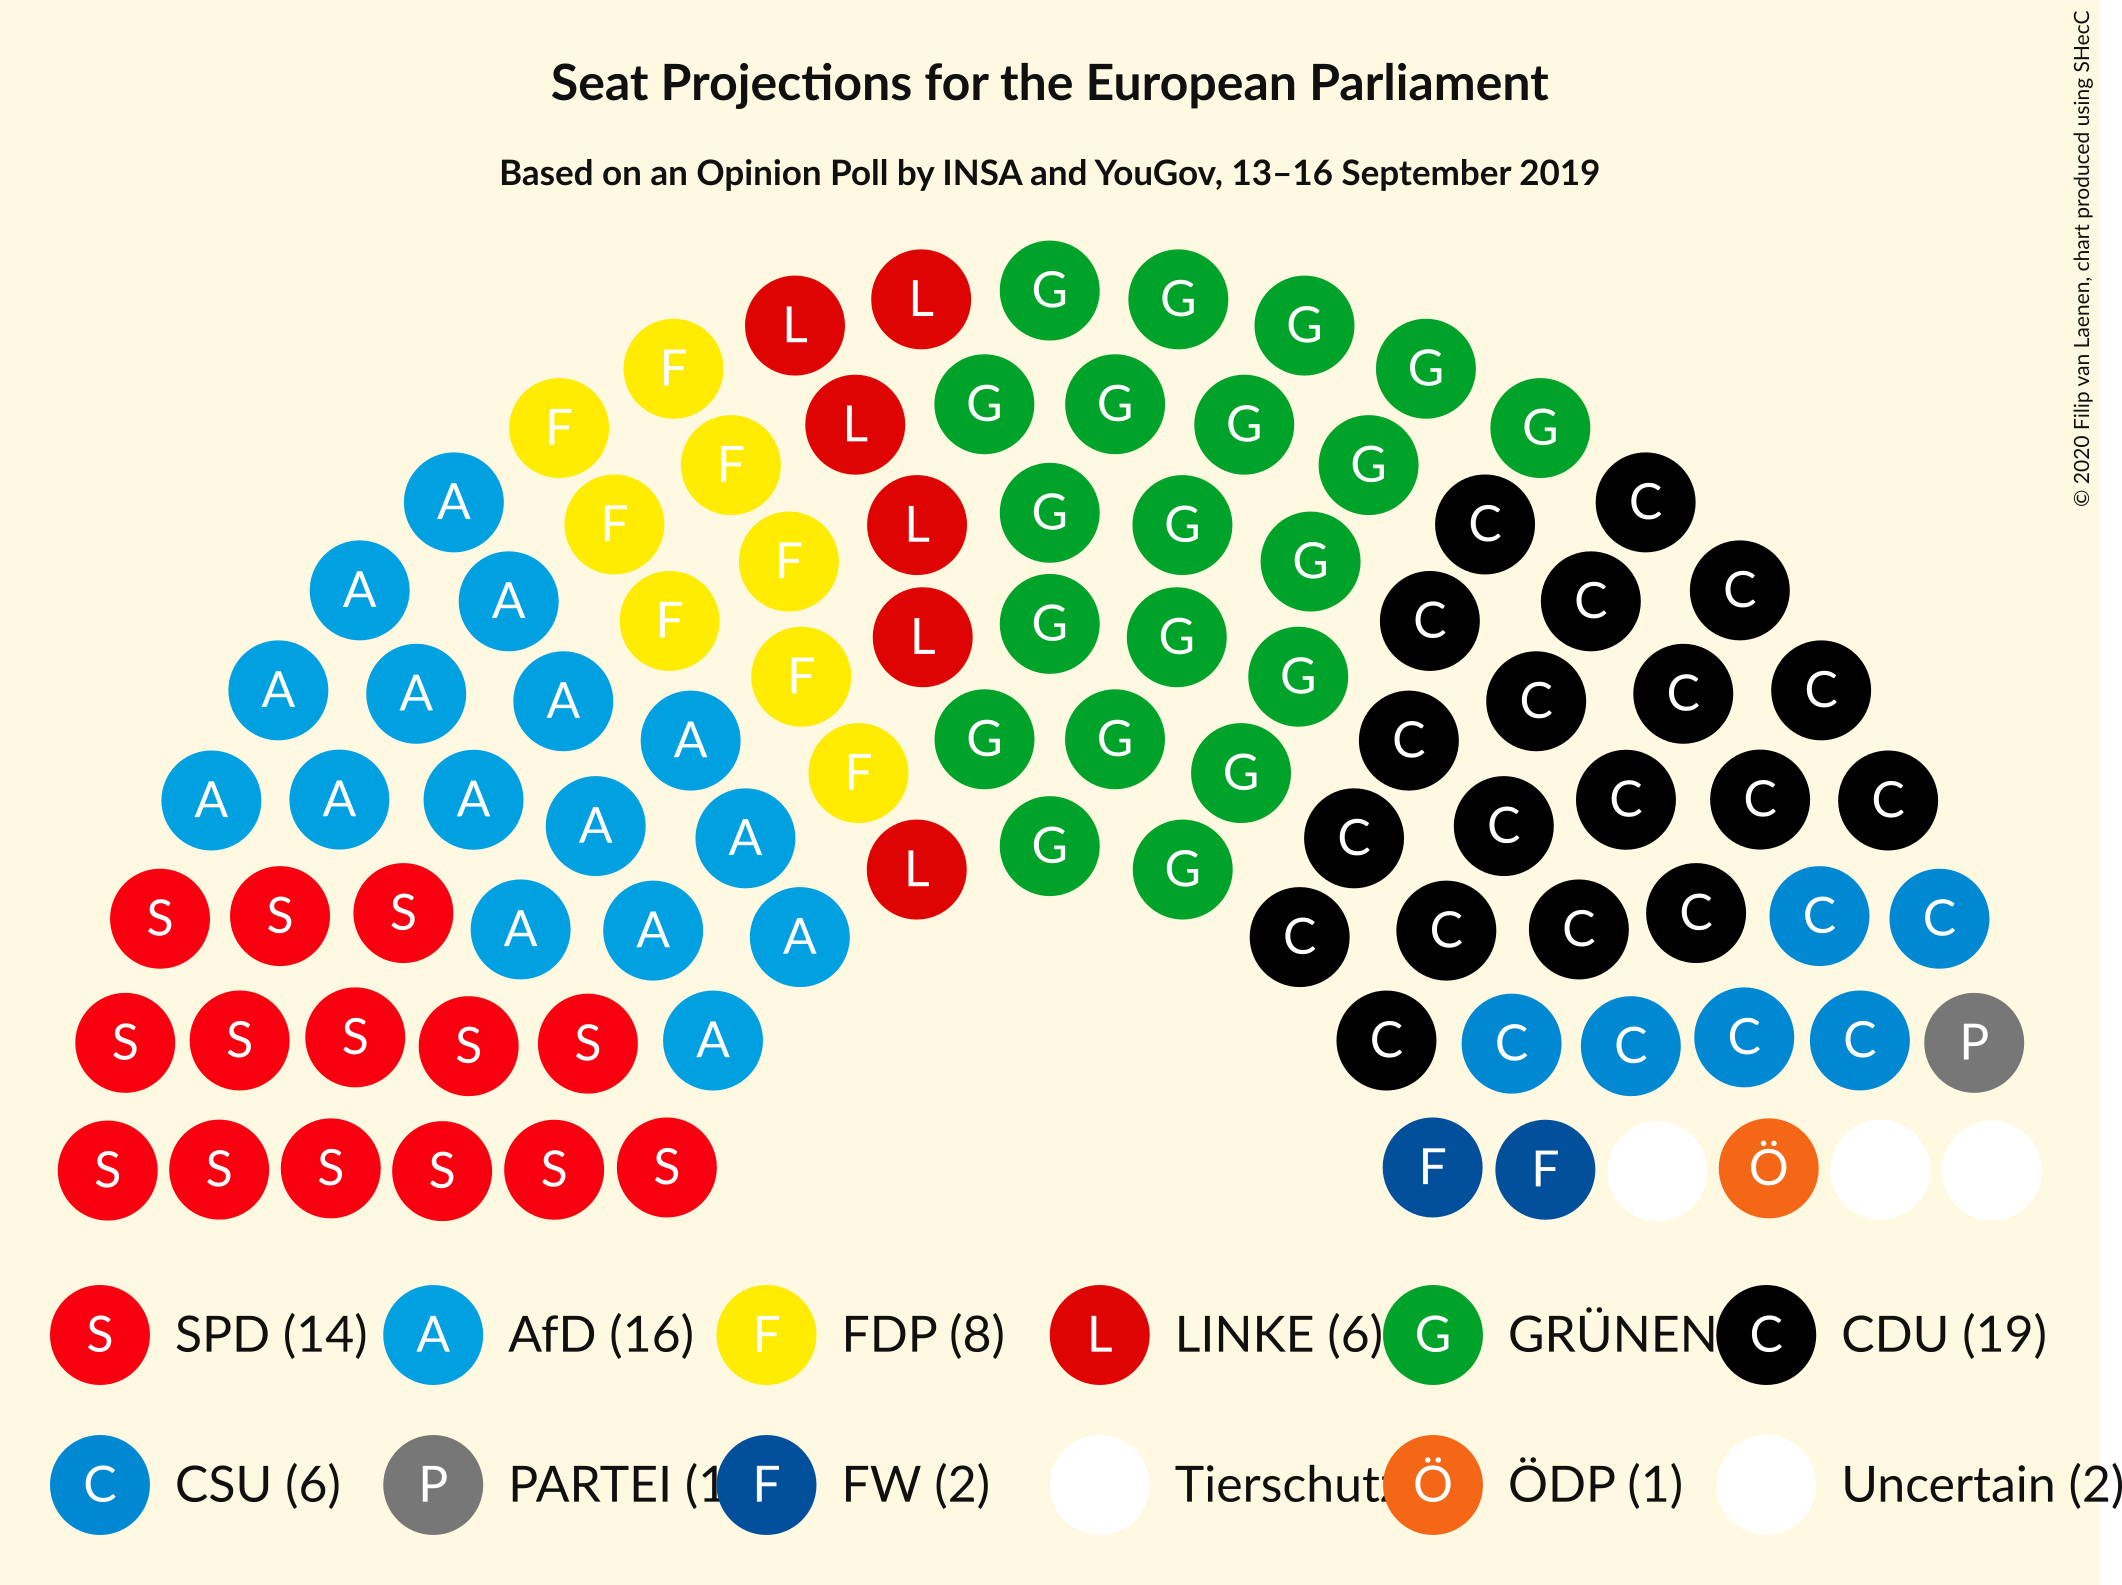 Seat Projections for the European Parliament
Based on an Opinion Poll by INSA and YouGov, 13–16 September 2019
© 2020 Filip van Laenen, chart produced using SHecC
L L G G G
F L G G G G
F F L G G G G
A F F L G G G C C
A A F F L G G G C C C
A A A A F G G G C C C C
A A A A A L G G C C C C C
S S S A A A C C C C C C
S S S S S A C C C C C P
S S S S S S F F Ö
S SPD (14) A AfD (16) F FDP (8) L LINKE (6) G GRÜNEN C CDU (19)
C CSU (6) P PARTEI (1 F FW (2) Tierschutz Ö ÖDP (1) Uncertain (2)